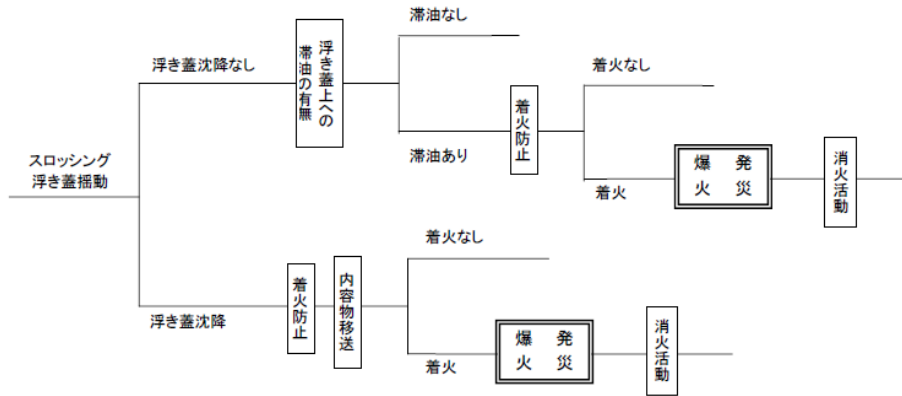 滞油なし
浮き蓋沈降なし
浮き蓋上への
滞油の有無
着火なし
滞油あり
着火防止
スロッシング
浮き蓋揺動
着火
爆　発
火　災
消火活動
着火なし
浮き蓋沈降
着火防止
内容物移送
着火
爆　発
火　災
消火活動